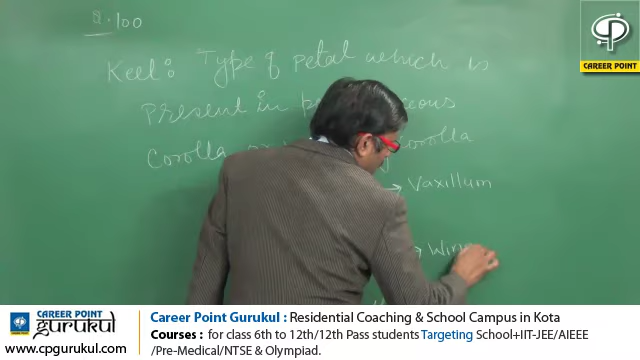 Q.100
Keel: Type of petal which is
Present in
Corolla corolla
→ Vaxillum
→ Wing
CAREER POINT
CAREER POINT
gurukul
www.cpgurukul.com
Career Point Gurukul : Residential Coaching & School Campus in Kota
Courses : for class 6th to 12th/12th Pass students Targeting School+IIT-JEE/AIEEE
/Pre-Medical/NTSE & Olympiad.